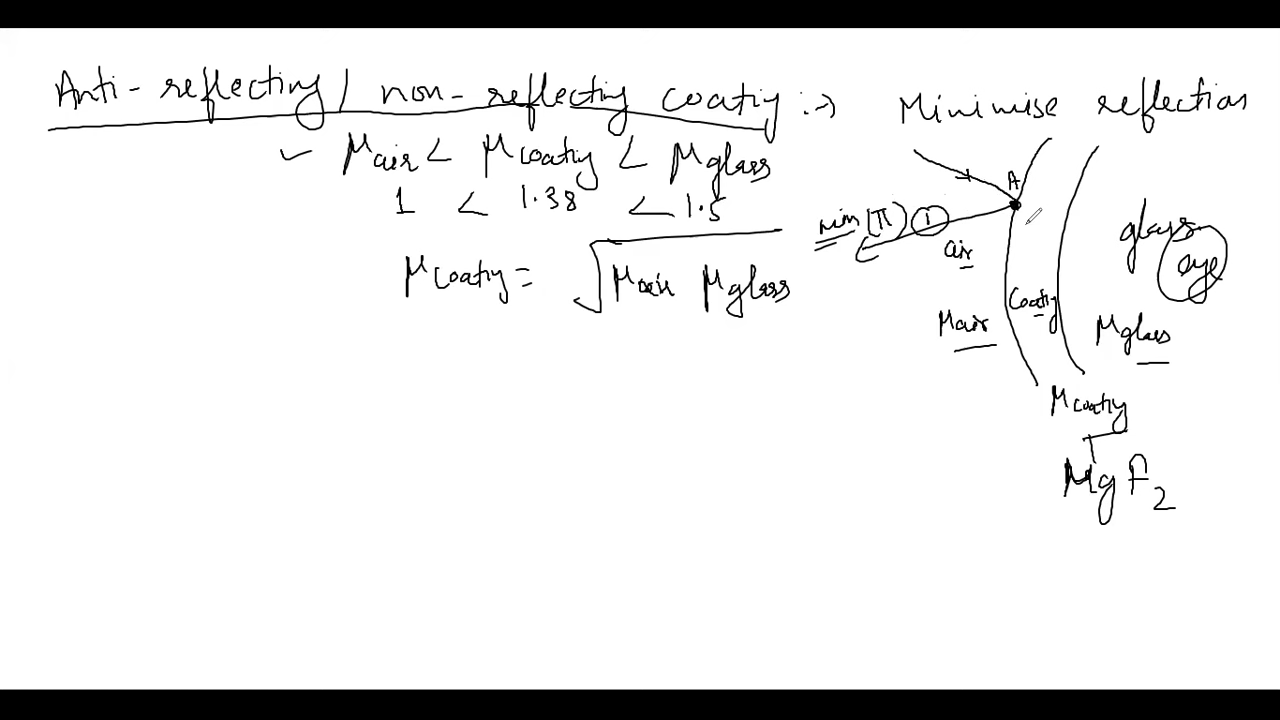 Anti-reflecting / non-reflecting coating :→ Minimise reflection
✓ μair < μcoating < μglass
1 < 1.38 < 1.5
μcoating = √μair μglass
A
min (π) ①
air
coating
glass
eye
μair
μglass
μcoating
MgF2